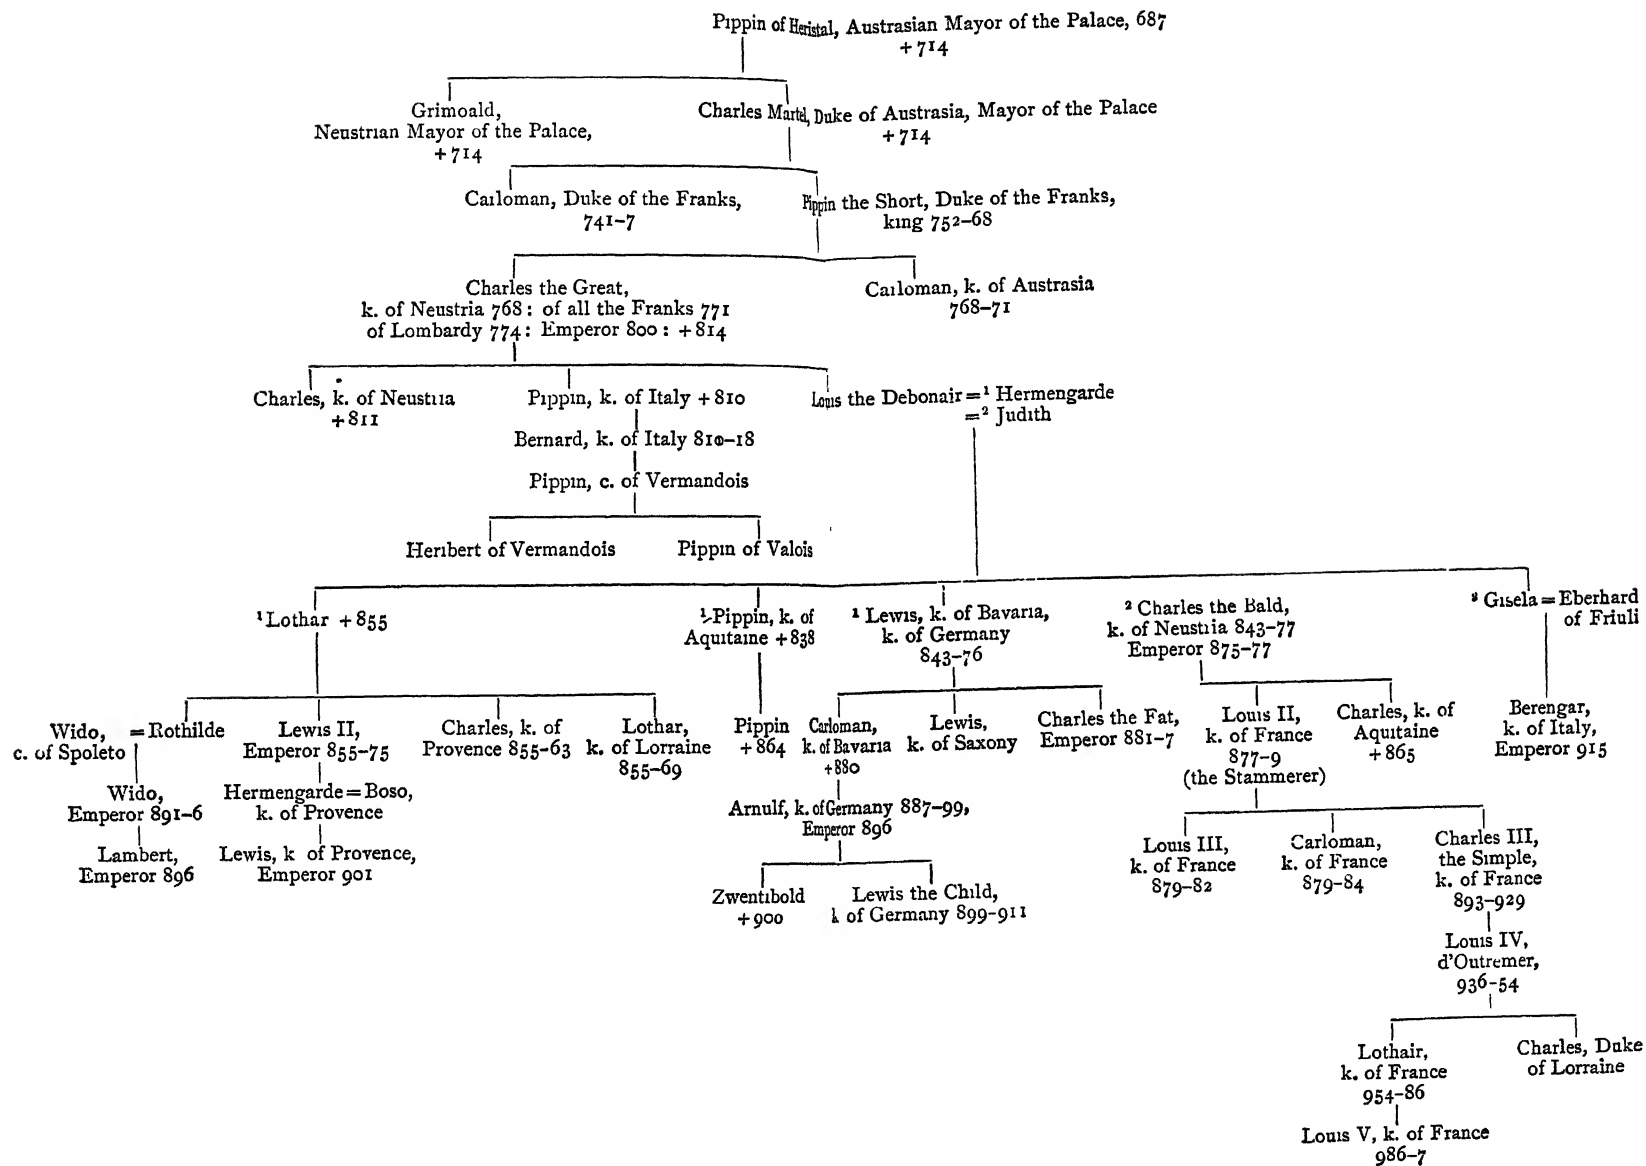 Pippin of Heristal, Austrasian Mayor of the Palace, 687
+714
Grimoald,
Neustrian Mayor of the Palace,
+714
Charles Martel, Duke of Austrasia, Mayor of the Palace
+714
Carloman, Duke of the Franks,
741-7
Pippin the Short, Duke of the Franks,
king 752-68
Charles the Great,
k. of Neustria 768: of all the Franks 771
of Lombardy 774: Emperor 800: +814
Carloman, k. of Austrasia
768-71
Charles, k. of Neustria
+811
Pippin, k. of Italy +810
Louis the Debonair =¹ Hermengarde
=² Judith
Bernard, k. of Italy 810-18
Pippin, c. of Vermandois
Heribert of Vermandois
Pippin of Valois
¹Lothar +855
¹Pippin, k. of
Aquitaine +838
¹ Lewis, k. of Bavaria,
k. of Germany
843-76
² Charles the Bald,
k. of Neustria 843-77
Emperor 875-77
Gisela = Eberhard
of Friuli
Wido, = Rothilde
c. of Spoleto
Lewis II,
Emperor 855-75
Charles, k. of
Provence 855-63
Lothar,
k. of Lorraine
855-69
Pippin
+864
Carloman,
k. of Bavaria
+880
Lewis,
k. of Saxony
Charles the Fat,
Emperor 881-7
Louis II,
k. of France
877-9
(the Stammerer)
Charles, k. of
Aquitaine
+865
Berengar,
k. of Italy,
Emperor 915
Wido,
Emperor 891-6
Hermengarde = Boso,
k. of Provence
Lambert,
Emperor 896
Lewis, k of Provence,
Emperor 901
Arnulf, k. of Germany 887-99,
Emperor 896
Zwentibold
+900
Lewis the Child,
k of Germany 899-911
Louis III,
k. of France
879-82
Carloman,
k. of France
879-84
Charles III,
the Simple,
k. of France
893-929
Louis IV,
d'Outremer,
936-54
Lothair,
k. of France
954-86
Charles, Duke
of Lorraine
Louis V, k. of France
986-7